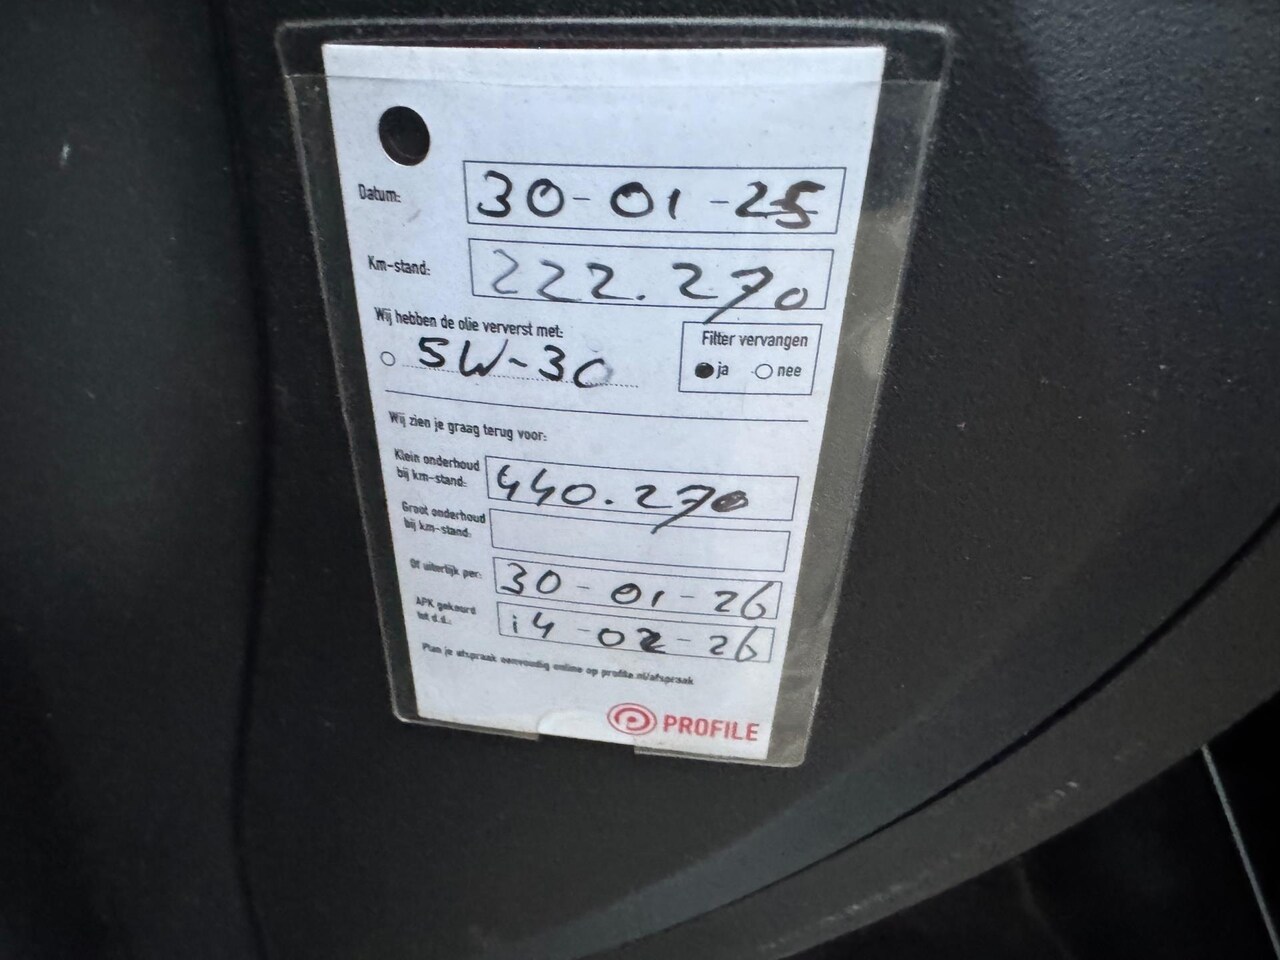 Datum: 30-01-25
Km-stand: 222.270
Wij hebben de olie ververst met:
5W-30
Filter vervangen
ja nee
Wij zien je graag terug voor:
Klein onderhoud
bij km-stand: 440.270
Groot onderhoud
bij km-stand:
Of uiterlijk per: 30-01-26
APK gekeurd
tot d.d.: 14-02-26
Plan je afspraak eenvoudig online op profile.nl/afspraak
PROFILE